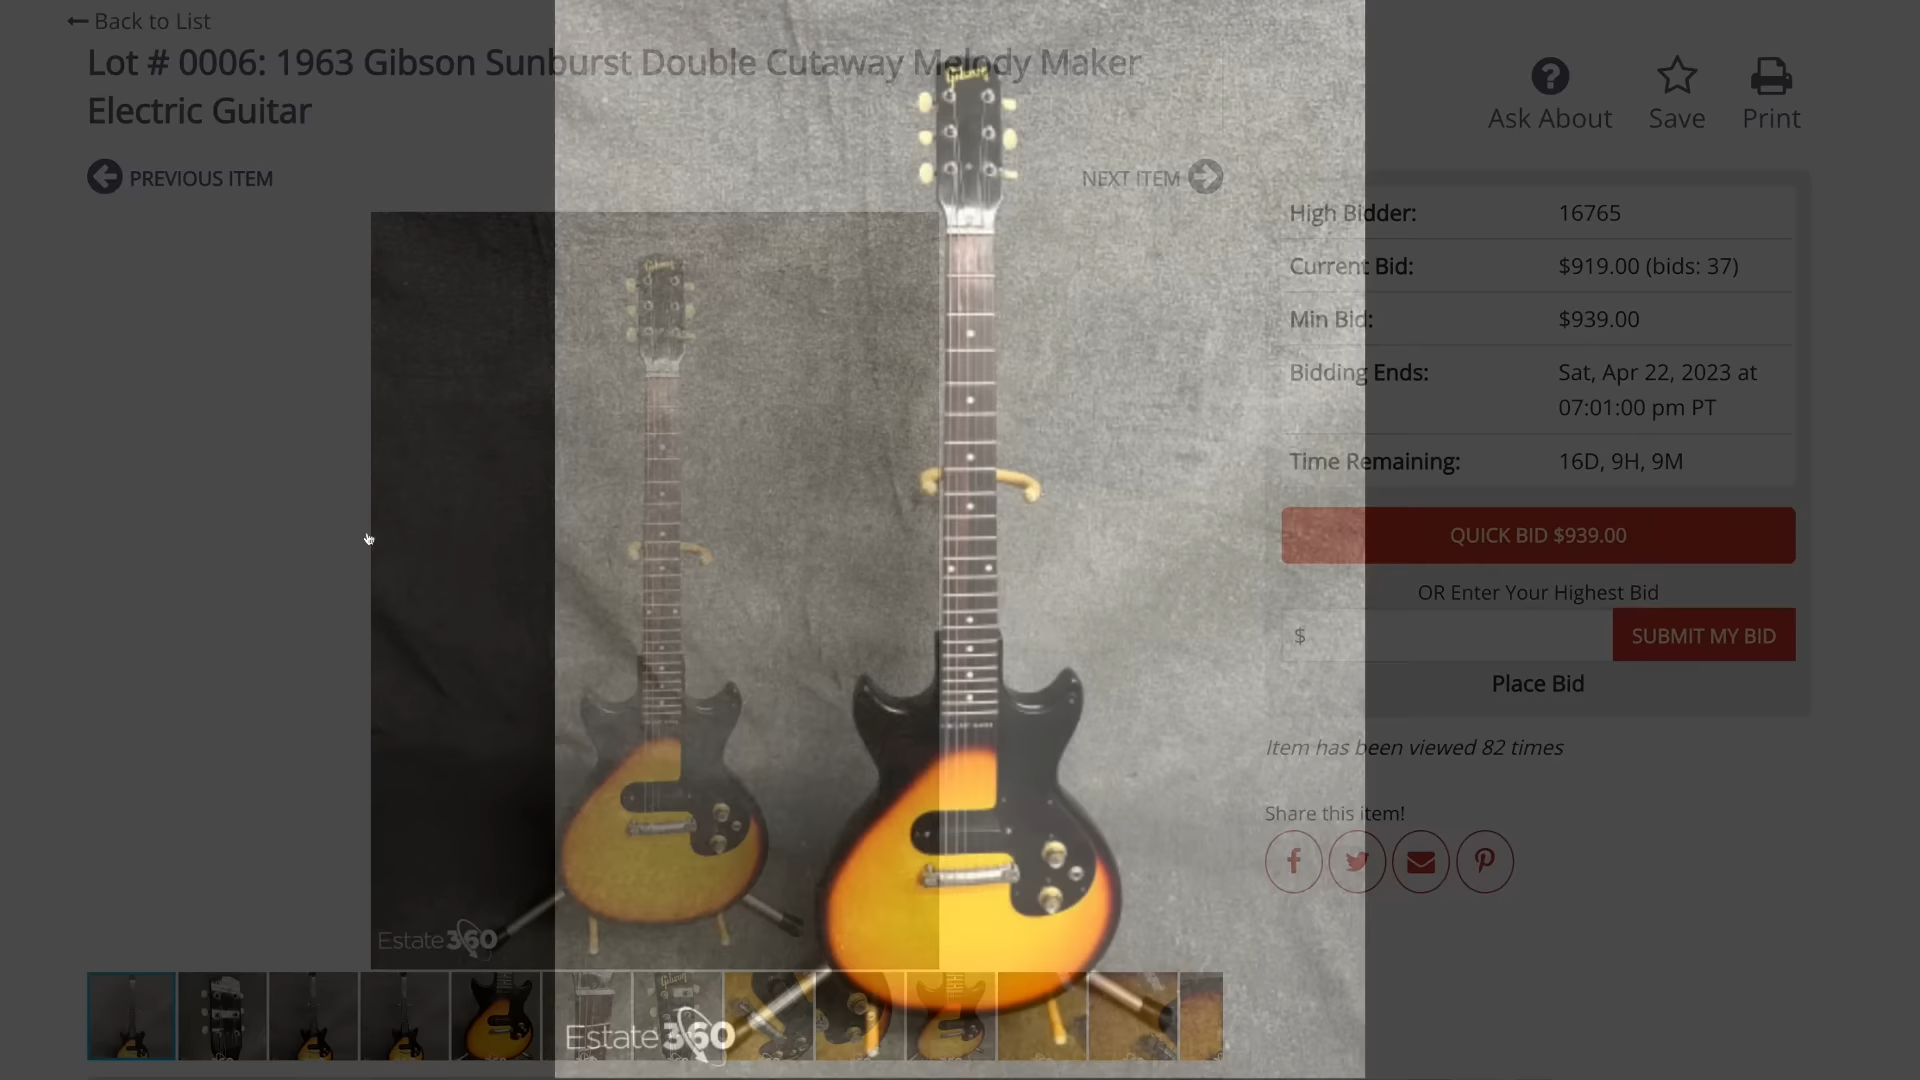 Back to List
Lot # 0006: 1963 Gibson Sunburst Double Cutaway Melody Maker
Electric Guitar
Ask About
Save
Print
PREVIOUS ITEM
NEXT ITEM
High Bidder: 16765
Current Bid: $919.00 (bids: 37)
Min Bid: $939.00
Bidding Ends: Sat, Apr 22, 2023 at
07:01:00 pm PT
Time Remaining: 16D, 9H, 9M
QUICK BID $939.00
OR Enter Your Highest Bid
$
SUBMIT MY BID
Place Bid
Item has been viewed 82 times
Share this item!
Gibson
Gibson
Estate360
Estate360